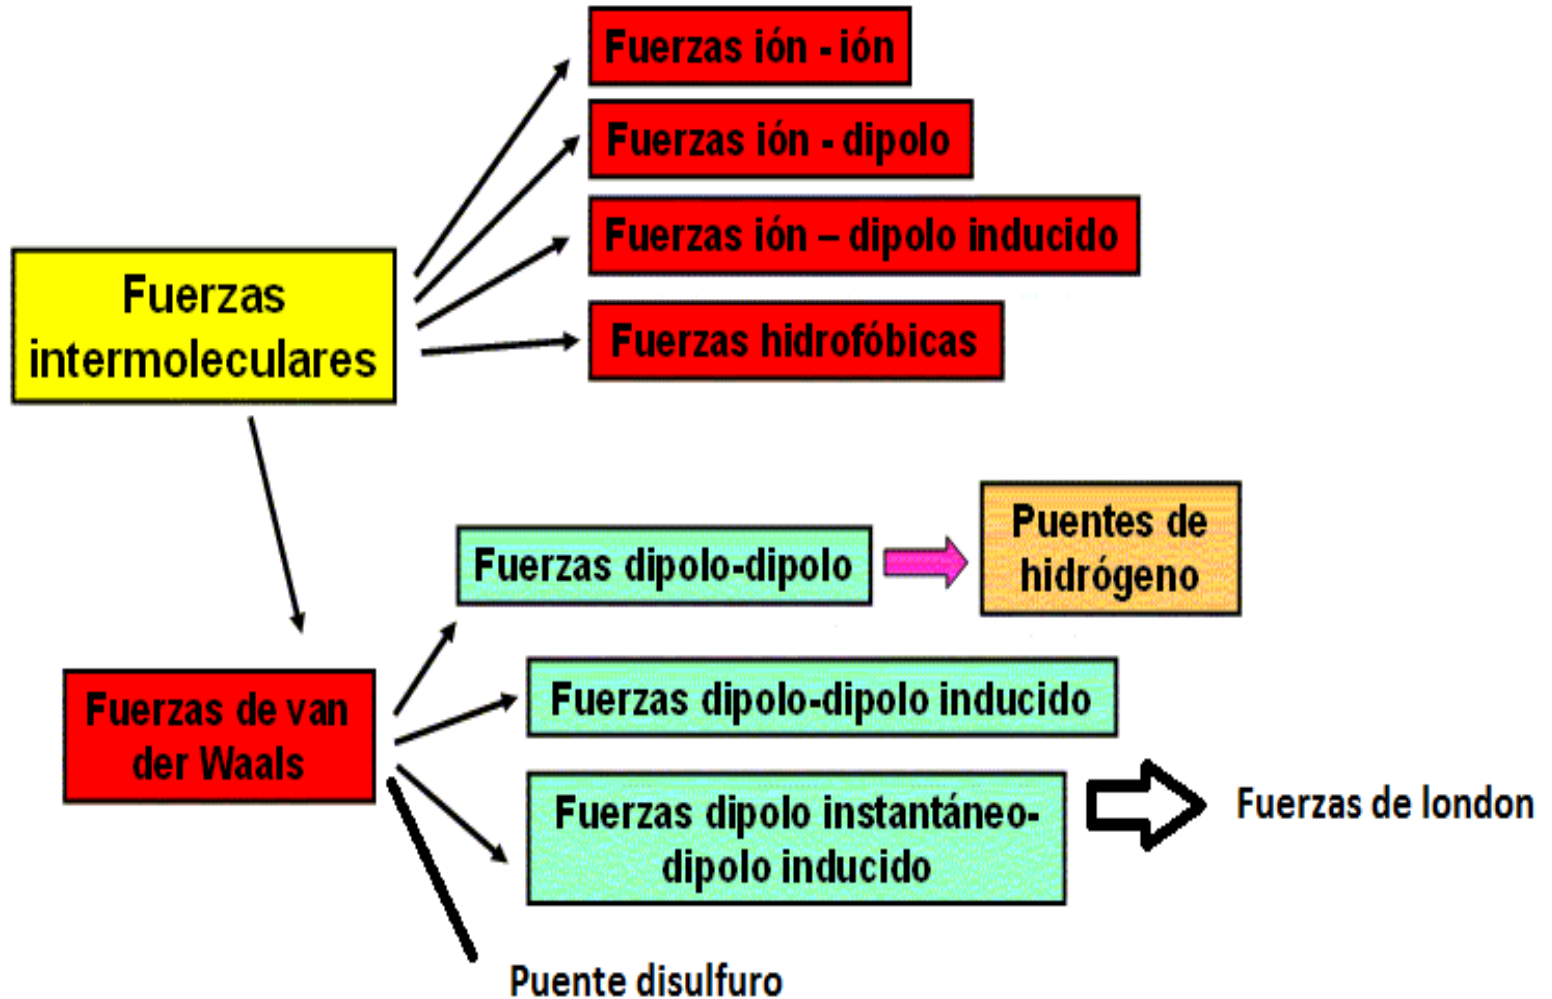 Fuerzas ión - ión
Fuerzas ión - dipolo
Fuerzas ión – dipolo inducido
Fuerzas
intermoleculares
Fuerzas hidrofóbicas
Puentes de
hidrógeno
Fuerzas dipolo-dipolo
Fuerzas de van
der Waals
Fuerzas dipolo-dipolo inducido
Fuerzas dipolo instantáneo-
dipolo inducido
Fuerzas de london
Puente disulfuro